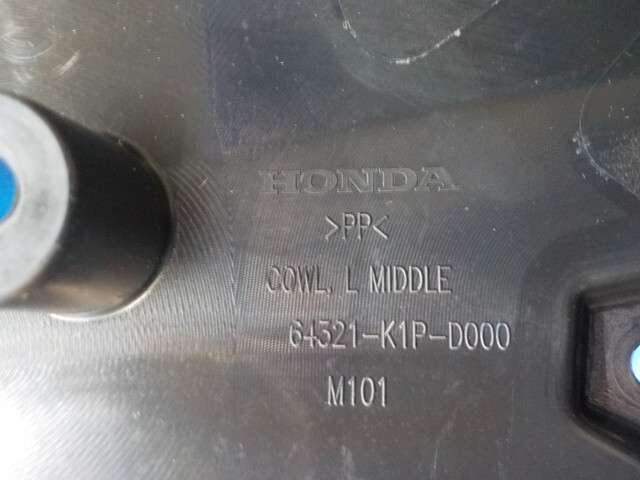 HONDA
>PP<
COWL, L MIDDLE
64321-K1P-D000
M101